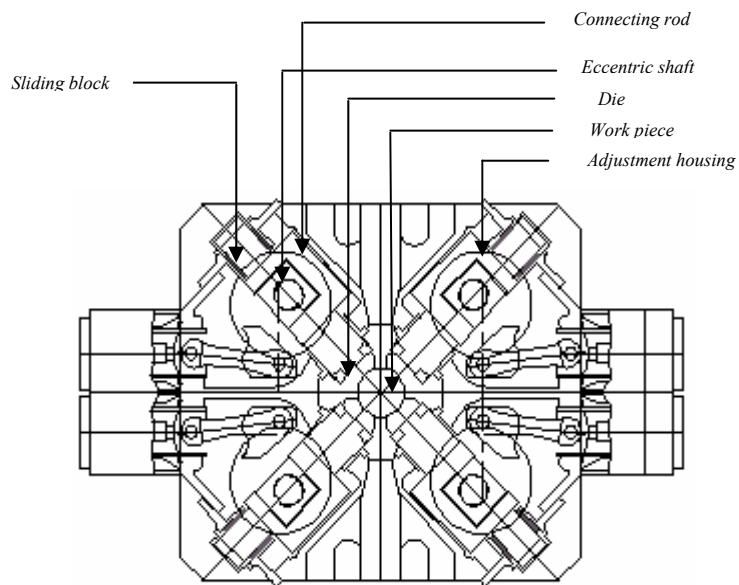 Connecting rod
Eccentric shaft
Sliding block
Die
Work piece
Adjustment housing